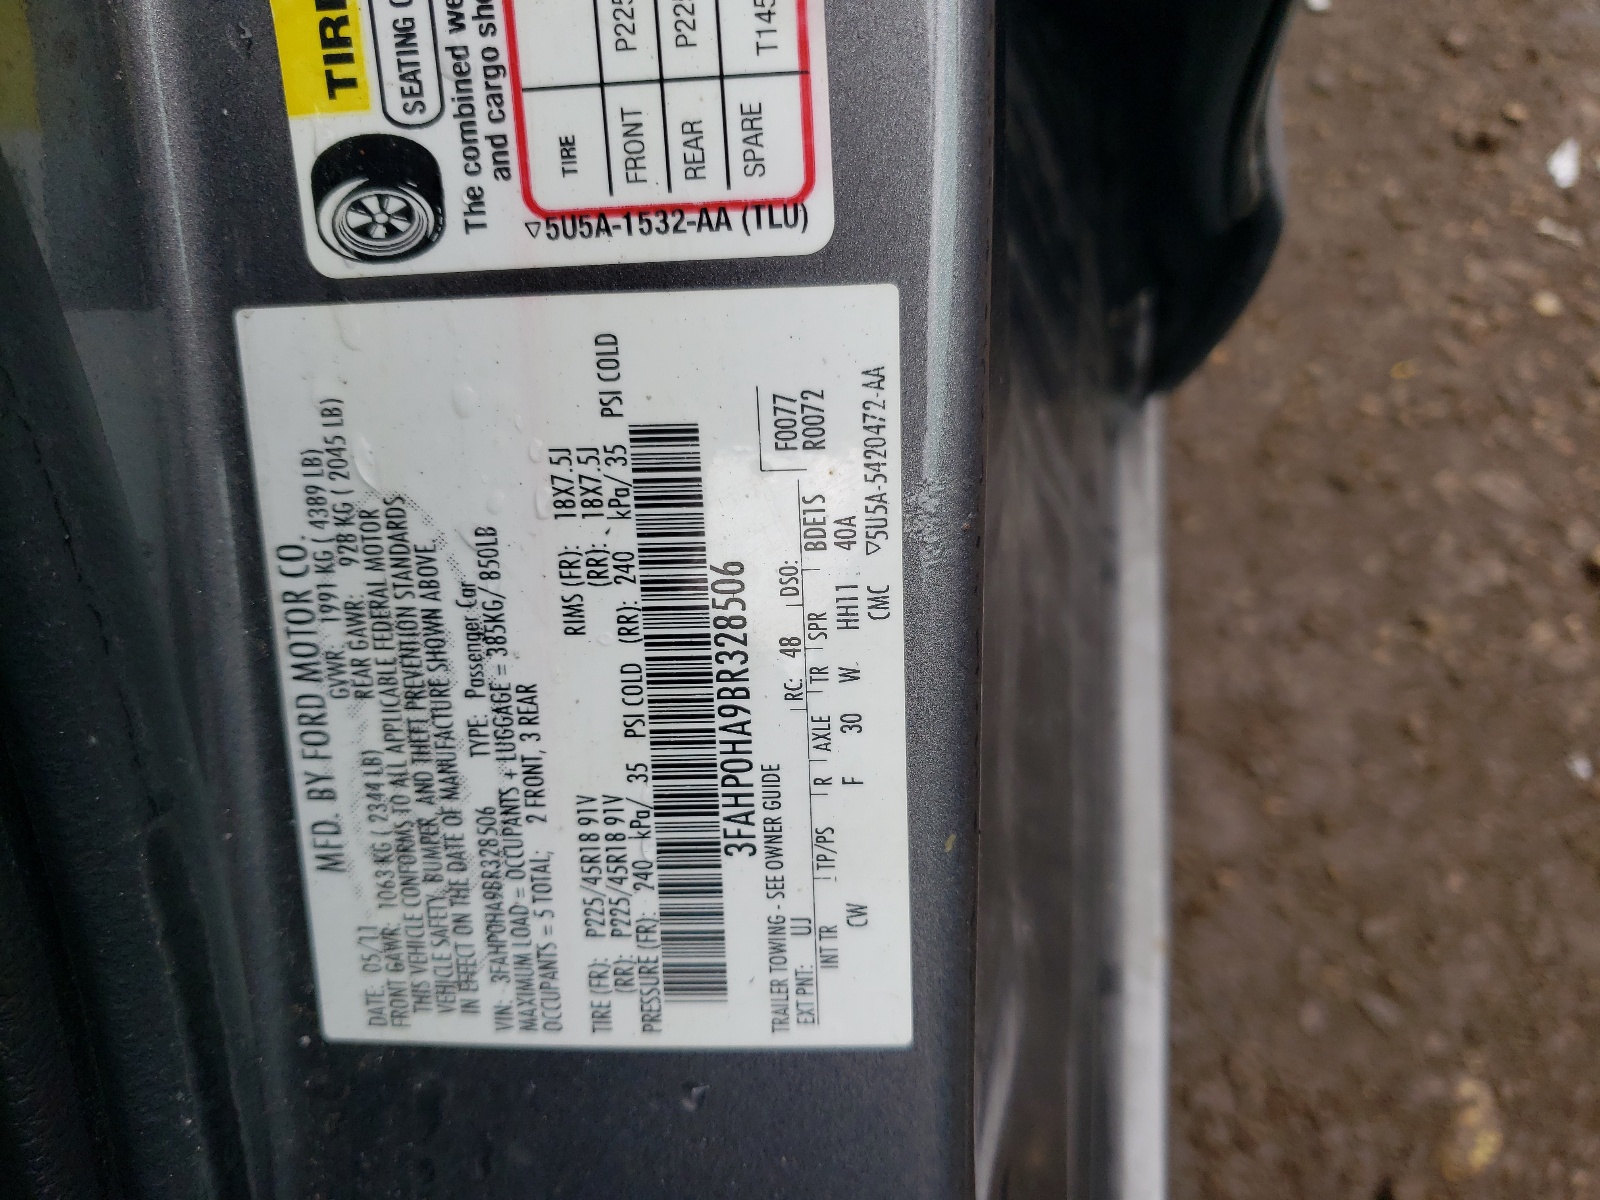 TIRE
SEATING C
The combined we
and cargo sho
TIRE
FRONT P225
REAR P225
SPARE T145
5U5A-1532-AA (TLU)
MFD. BY FORD MOTOR CO.
DATE: 05/11 GVWR: 1991 KG ( 4389 LB)
FRONT GAWR: 1063 KG ( 2344 LB) REAR GAWR: 928 KG ( 2045 LB)
THIS VEHICLE CONFORMS TO ALL APPLICABLE FEDERAL MOTOR
VEHICLE SAFETY, BUMPER, AND THEFT PREVENTION STANDARDS
IN EFFECT ON THE DATE OF MANUFACTURE SHOWN ABOVE.
VIN: 3FAHP0HA9BR328506 TYPE: Passenger Car
MAXIMUM LOAD = OCCUPANTS + LUGGAGE = 385KG/ 850LB
OCCUPANTS = 5 TOTAL; 2 FRONT, 3 REAR
TIRE (FR): P225/45R18 91V RIMS (FR): 18X7.5J
(RR): P225/45R18 91V (RR): 18X7.5J
PRESSURE (FR): 240 kPa/ 35 PSI COLD (RR): 240 kPa/ 35 PSI COLD
3FAHP0HA9BR328506
TRAILER TOWING - SEE OWNER GUIDE F0077
EXT PNT: UJ RC: 48 DSO: R0072
INT TR TP/PS R AXLE TR SPR BDE1S
CW F 30 W HH11 40A
CMC 5U5A-5420472-AA